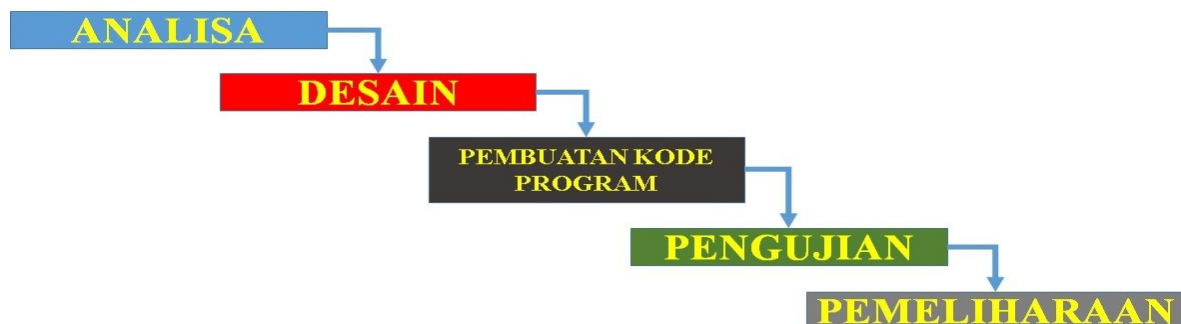 ANALISA
DESAIN
PEMBUATAN KODE
PROGRAM
PENGUJIAN
PEMELIHARAAN